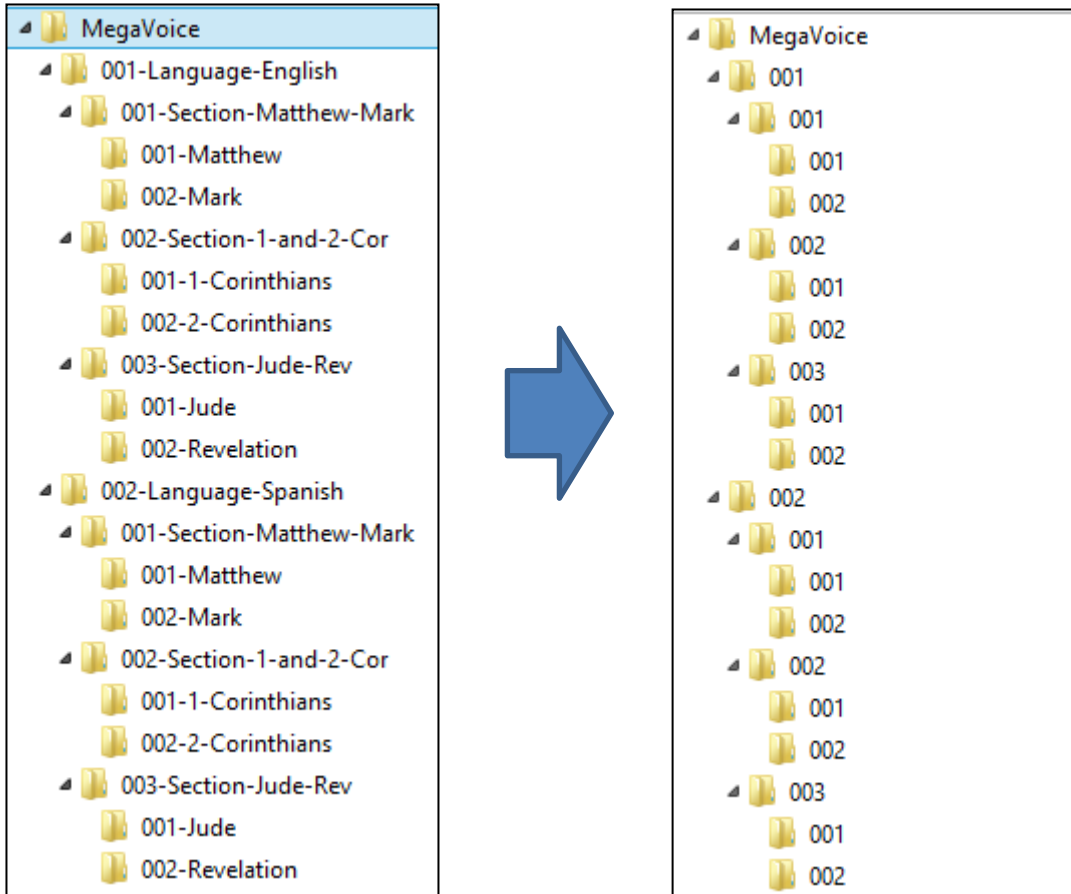 MegaVoice
001-Language-English
001-Section-Matthew-Mark
001-Matthew
002-Mark
002-Section-1-and-2-Cor
001-1-Corinthians
002-2-Corinthians
003-Section-Jude-Rev
001-Jude
002-Revelation
002-Language-Spanish
001-Section-Matthew-Mark
001-Matthew
002-Mark
002-Section-1-and-2-Cor
001-1-Corinthians
002-2-Corinthians
003-Section-Jude-Rev
001-Jude
002-Revelation
MegaVoice
001
001
001
002
002
001
002
003
001
002
002
001
001
002
002
001
002
003
001
002